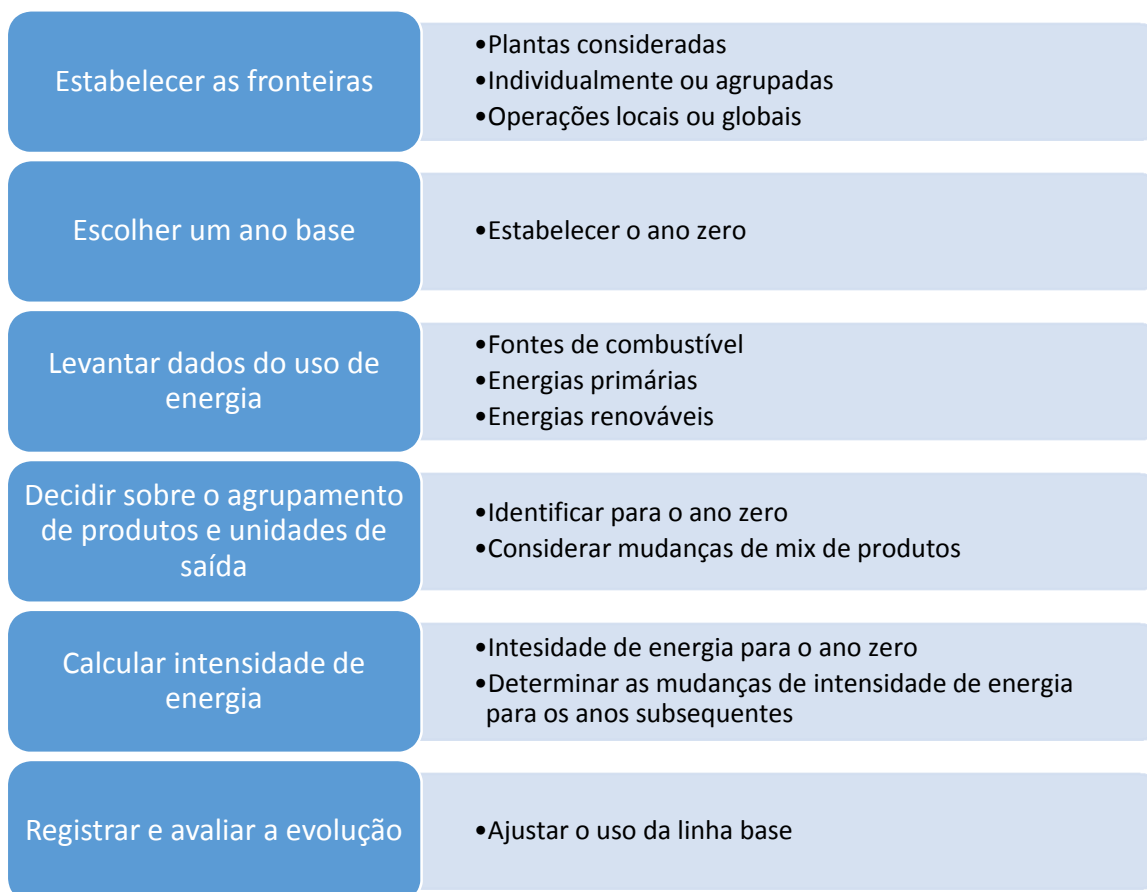 Estabelecer as fronteiras
•Plantas consideradas
•Individualmente ou agrupadas
•Operações locais ou globais
Escolher um ano base
•Estabelecer o ano zero
Levantar dados do uso de
energia
•Fontes de combustível
•Energias primárias
•Energias renováveis
Decidir sobre o agrupamento
de produtos e unidades de
saída
•Identificar para o ano zero
•Considerar mudanças de mix de produtos
Calcular intensidade de
energia
•Intesidade de energia para o ano zero
•Determinar as mudanças de intensidade de energia
para os anos subsequentes
Registrar e avaliar a evolução
•Ajustar o uso da linha base